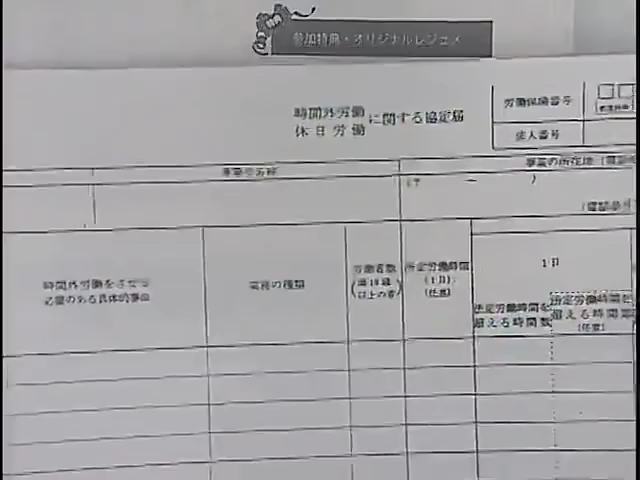 参加特典・オリジナルレジュメ
時間外労働
休日労働
に関する協定届
労働保険番号
法人番号
事業の名称
事業の所在地（電話
(〒 ー )
(電話番号
時間外労働をさせる
必要のある具体的事由
業務の種類
労働者数
(満18歳
以上の者)
所定労働時間
(1日)
(任意)
1日
法定労働時間を
超える時間数
所定労働時間を
超える時間数
(任意)